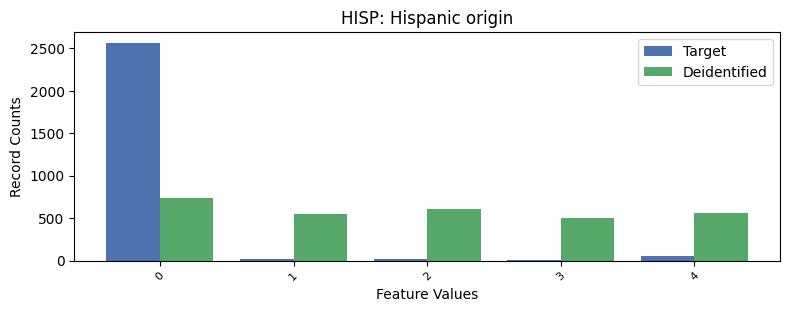 HISP: Hispanic origin
Target
Deidentified
Record Counts
2500
2000
1500
1000
500
0
0 1 2 3 4
Feature Values